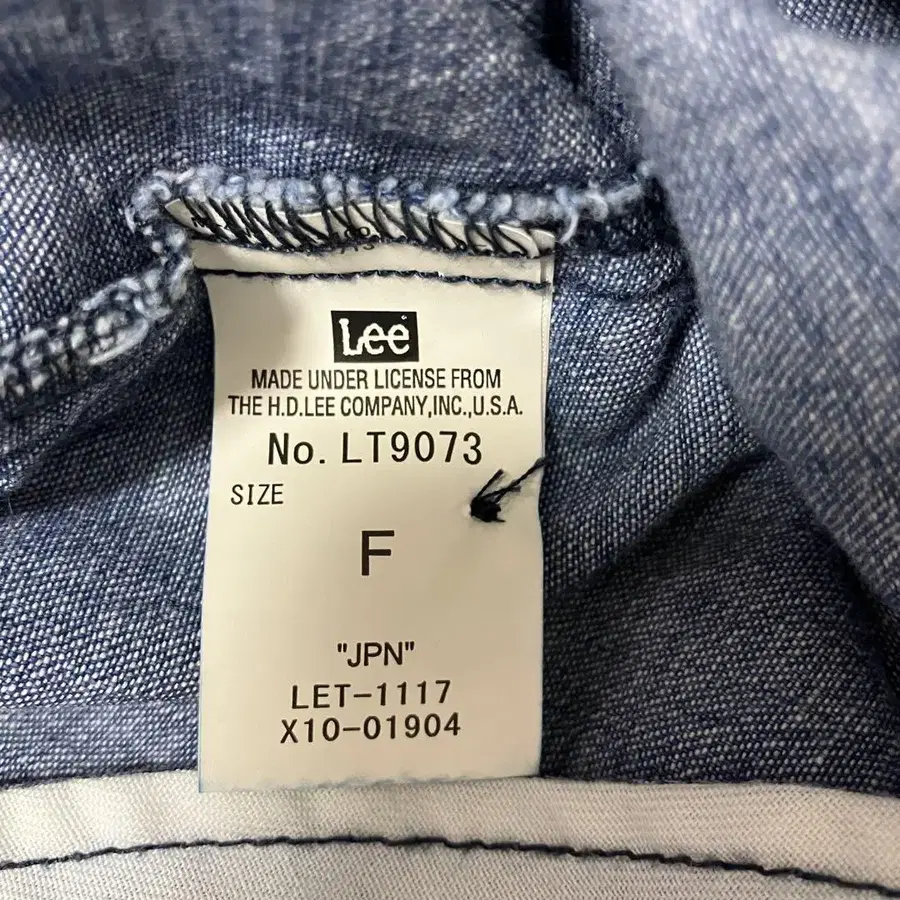 Lee
MADE UNDER LICENSE FROM
THE H.D.LEE COMPANY,INC.,U.S.A.
No. LT9073
SIZE
F
"JPN"
LET-1117
X10-01904